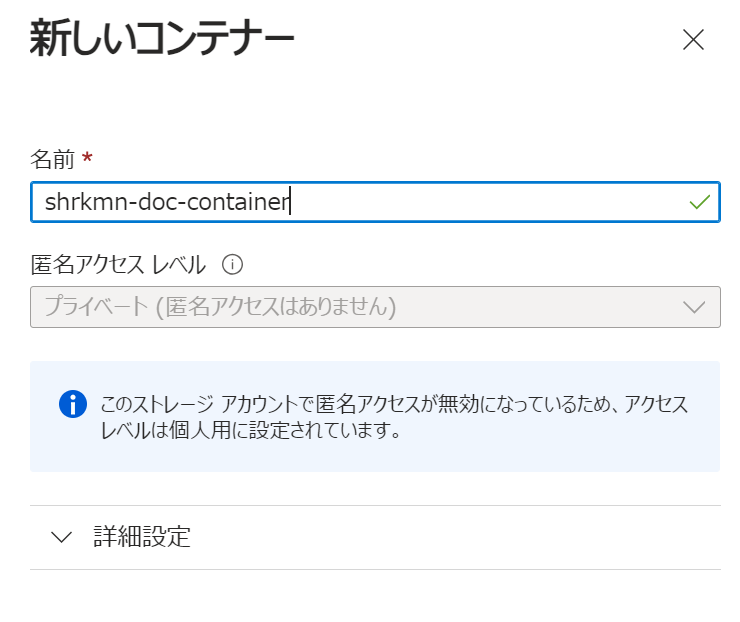 新しいコンテナー
名前 *
shrkmn-doc-container
匿名アクセス レベル
プライベート (匿名アクセスはありません)
このストレージ アカウントで匿名アクセスが無効になっているため、アクセス
レベルは個人用に設定されています。
詳細設定